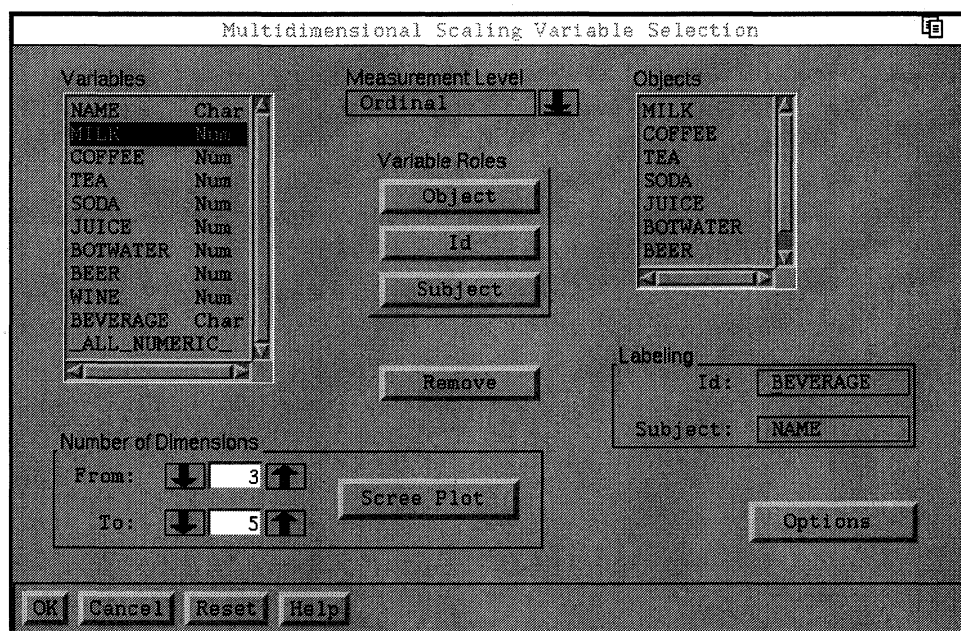 Multidimensional Scaling Variable Selection
Variables
NAME Char
MILK Num
COFFEE Num
TEA Num
SODA Num
JUICE Num
BOTWATER Num
BEER Num
WINE Num
BEVERAGE Char
_ALL_NUMERIC_
Measurement Level
Ordinal
Variable Roles
Object
Id
Subject
Remove
Objects
MILK
COFFEE
TEA
SODA
JUICE
BOTWATER
BEER
Labeling
Id: BEVERAGE
Subject: NAME
Number of Dimensions
From: 3
To: 5
Scree Plot
Options
OK Cancel Reset Help